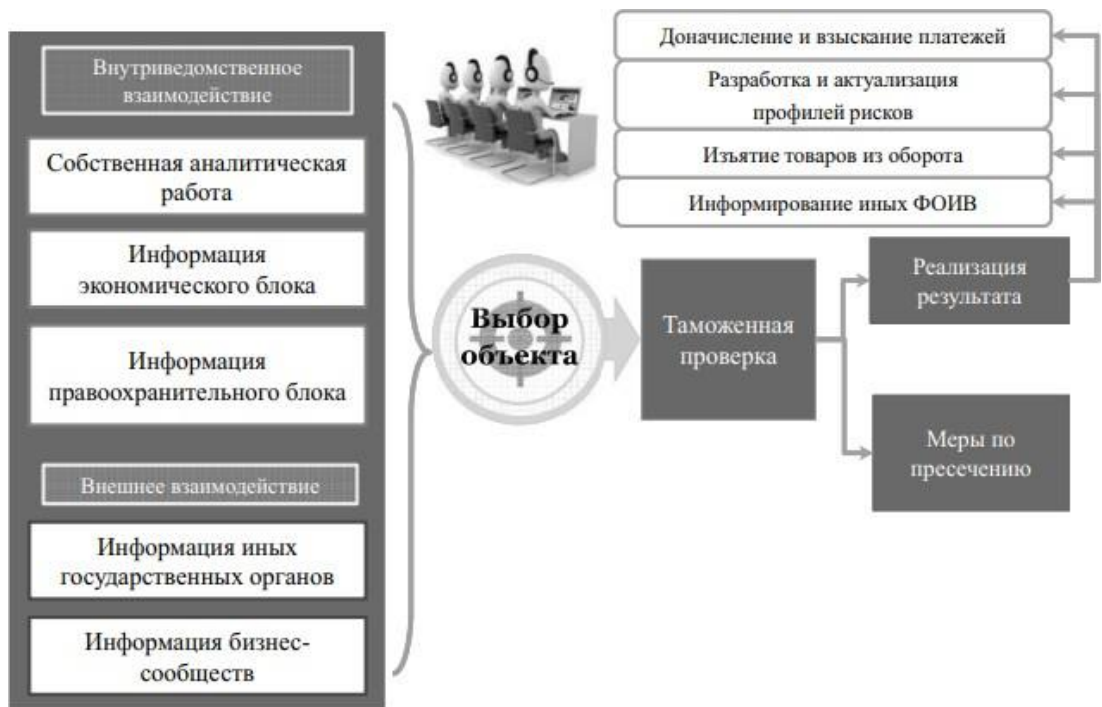 Внутриведомственное
взаимодействие
Собственная аналитическая
работа
Информация
экономического блока
Информация
правоохранительного блока
Внешнее взаимодействие
Информация иных
государственных органов
Информация бизнес-
сообществ
Выбор
объекта
Таможенная
проверка
Реализация
результата
Меры по
пресечению
Доначисление и взыскание платежей
Разработка и актуализация
профилей рисков
Изъятие товаров из оборота
Информирование иных ФОИВ